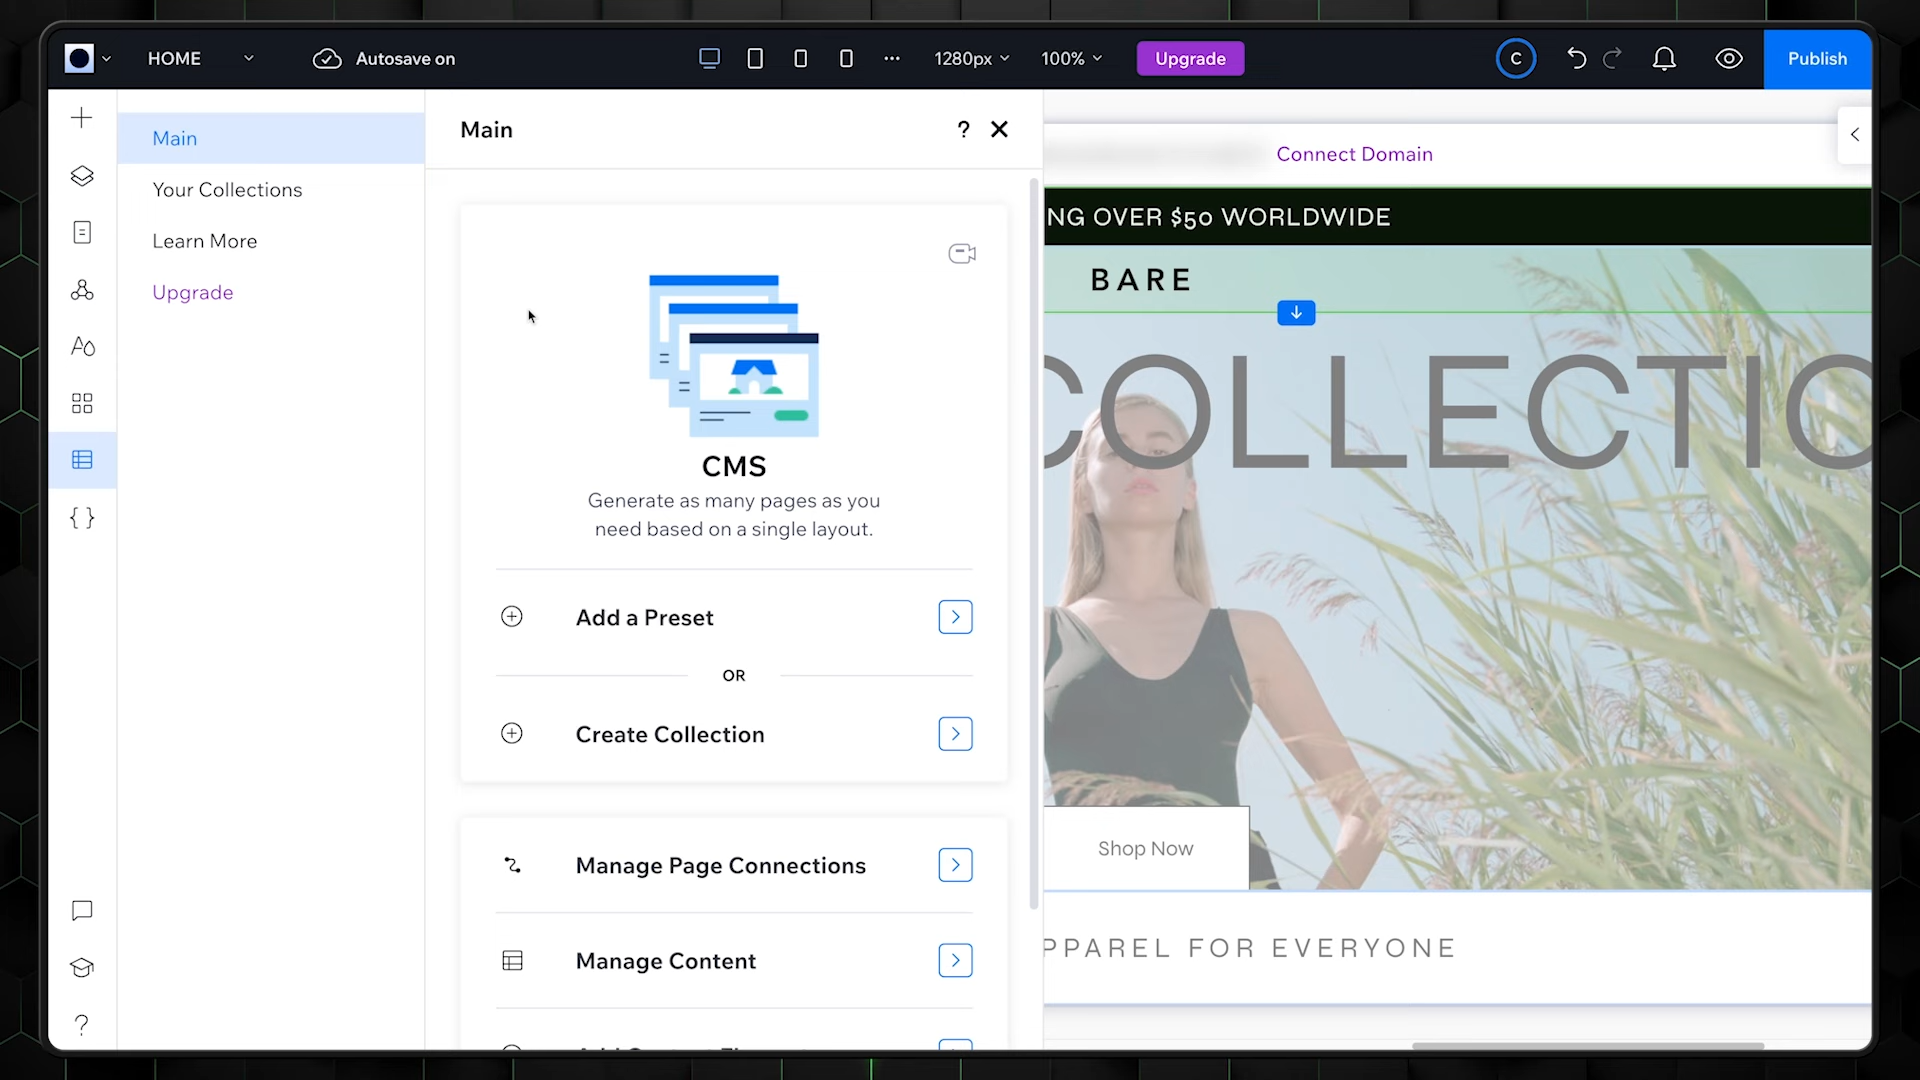 HOME
Autosave on
1280px
100%
Upgrade
C
Publish
Main
Your Collections
Learn More
Upgrade
Main
?
CMS
Generate as many pages as you
need based on a single layout.
Add a Preset
OR
Create Collection
Manage Page Connections
Manage Content
Connect Domain
NG OVER $50 WORLDWIDE
BARE
COLLECTIO
Shop Now
PPAREL FOR EVERYONE